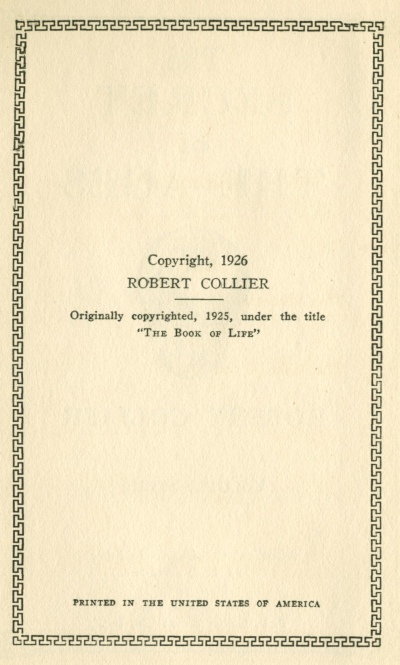 Copyright, 1926
ROBERT COLLIER
Originally copyrighted, 1925, under the title
"The Book of Life"
PRINTED IN THE UNITED STATES OF AMERICA